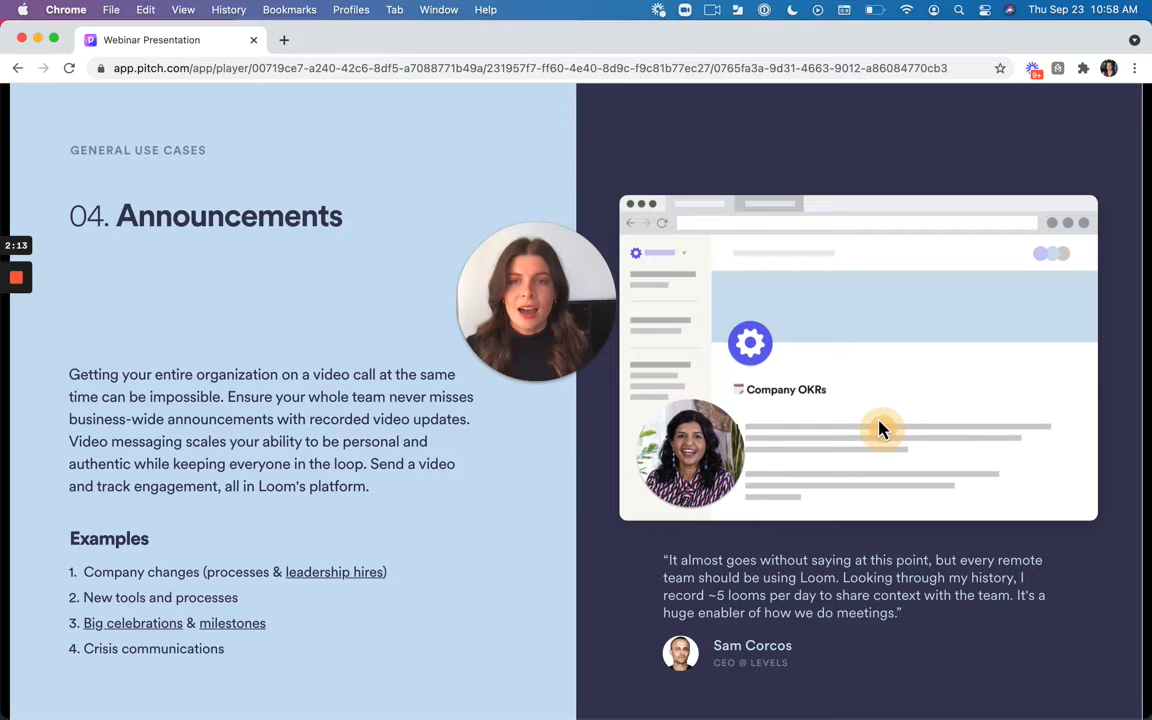 Chrome File Edit View History Bookmarks Profiles Tab Window Help Thu Sep 23 10:58 AM
Webinar Presentation
app.pitch.com/app/player/00719ce7-a240-42c6-8df5-a7088771b49a/231957f7-ff60-4e40-8d9c-f9c81b77ec27/0765fa3a-9d31-4663-9012-a86084770cb3
9+
GENERAL USE CASES
04. Announcements
2:13
Getting your entire organization on a video call at the same
time can be impossible. Ensure your whole team never misses
business-wide announcements with recorded video updates.
Video messaging scales your ability to be personal and
authentic while keeping everyone in the loop. Send a video
and track engagement, all in Loom's platform.
Examples
1. Company changes (processes & leadership hires)
2. New tools and processes
3. Big celebrations & milestones
4. Crisis communications
Company OKRs
“It almost goes without saying at this point, but every remote
team should be using Loom. Looking through my history, I
record ~5 looms per day to share context with the team. It's a
huge enabler of how we do meetings.”
Sam Corcos
CEO @ LEVELS